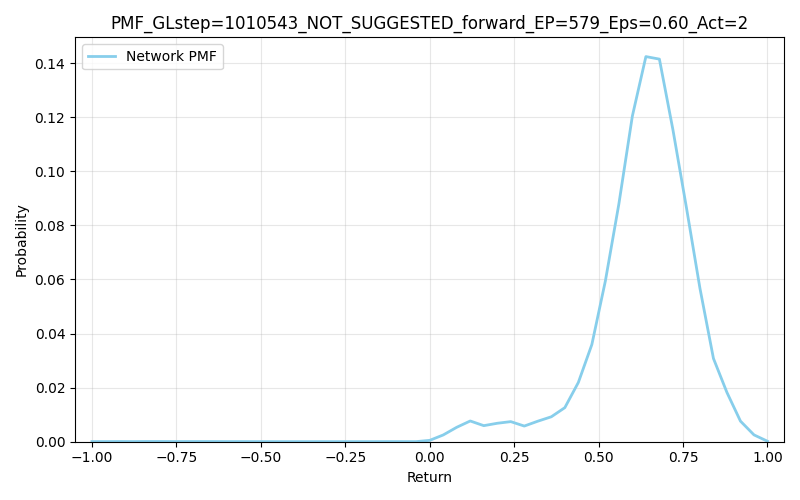 PMF_GLstep=1010543_NOT_SUGGESTED_forward_EP=579_Eps=0.60_Act=2
Network PMF
0.14
0.12
0.10
0.08
0.06
0.04
0.02
0.00
Probability
−1.00 −0.75 −0.50 −0.25 0.00 0.25 0.50 0.75 1.00
Return